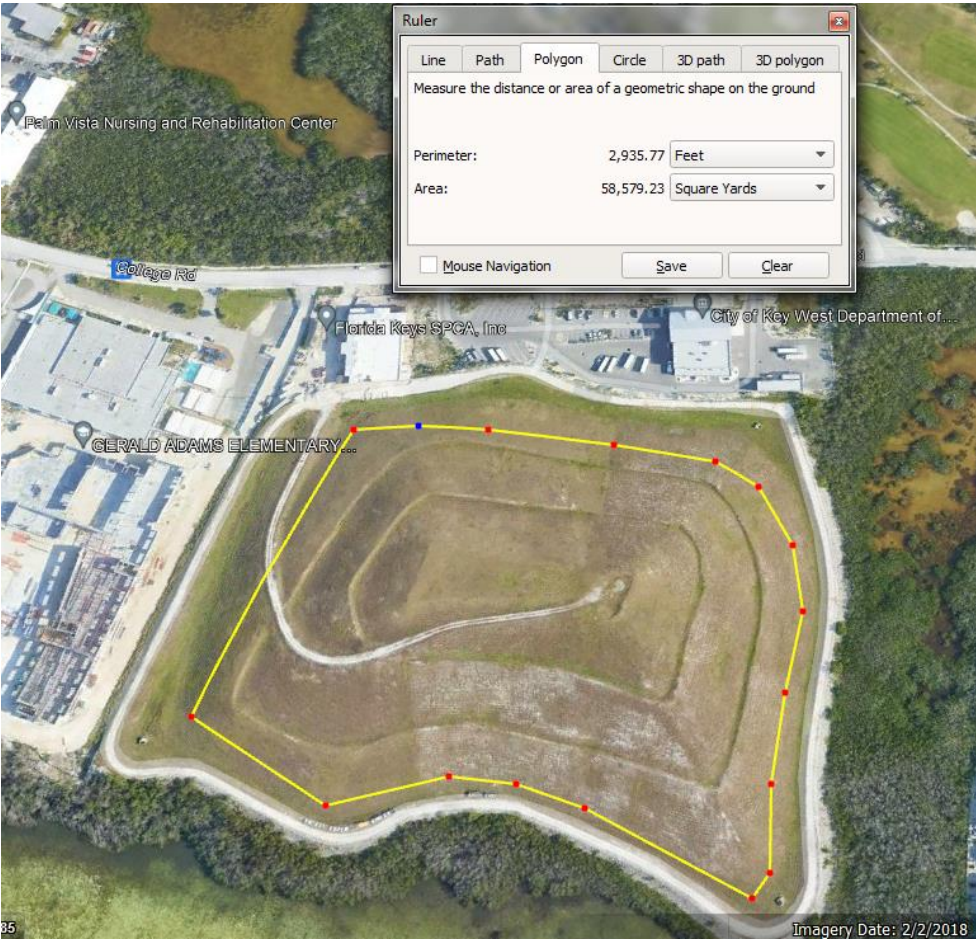 Ruler
Line Path Polygon Circle 3D path 3D polygon
Measure the distance or area of a geometric shape on the ground
Perimeter: 2,935.77 Feet
Area: 58,579.23 Square Yards
Mouse Navigation Save Clear
Palm Vista Nursing and Rehabilitation Center
College Rd
Florida Keys SPCA, Inc
City of Key West Department of...
GERALD ADAMS ELEMENTARY...
85
Imagery Date: 2/2/2018